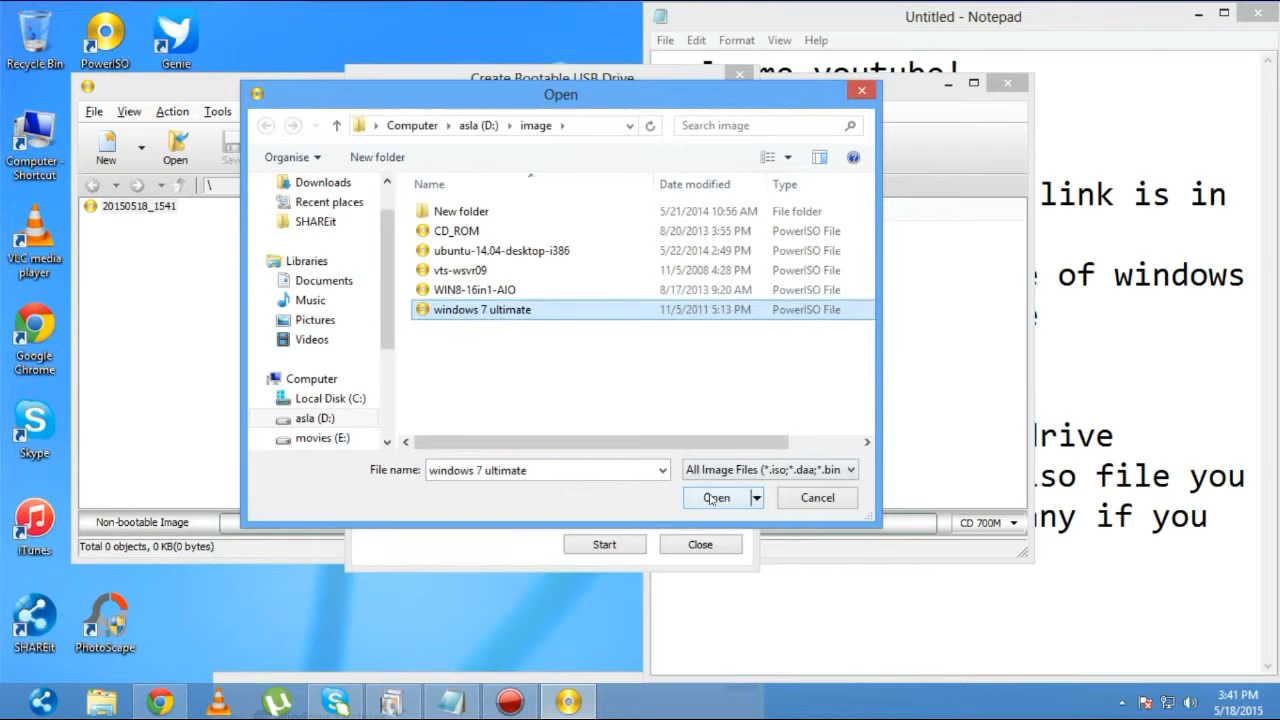 Recycle Bin
PowerISO
Genie
Computer - Shortcut
VLC media player
Google Chrome
Skype
iTunes
SHAREit
PhotoScape
Untitled - Notepad
File Edit Format View Help
me youtube!
link is in
e of windows
drive
so file you
ny if you
Create Bootable USB Drive
File View Action Tools
New Open Sav
\
20150518_1541
Non-bootable Image
CD 700M
Total 0 objects, 0 KB(0 bytes)
Start Close
Open
Computer asla (D:) image
Search image
Organise New folder
Downloads
Recent places
SHAREit
Libraries
Documents
Music
Pictures
Videos
Computer
Local Disk (C:)
asla (D:)
movies (E:)
Name Date modified Type
New folder 5/21/2014 10:56 AM File folder
CD_ROM 8/20/2013 3:55 PM PowerISO File
ubuntu-14.04-desktop-i386 5/22/2014 2:49 PM PowerISO File
vts-wsvr09 11/5/2008 4:28 PM PowerISO File
WIN8-16in1-AIO 8/17/2013 9:20 AM PowerISO File
windows 7 ultimate 11/5/2011 5:13 PM PowerISO File
File name: windows 7 ultimate
All Image Files (*.iso;*.daa;*.bin
Open Cancel
3:41 PM
5/18/2015